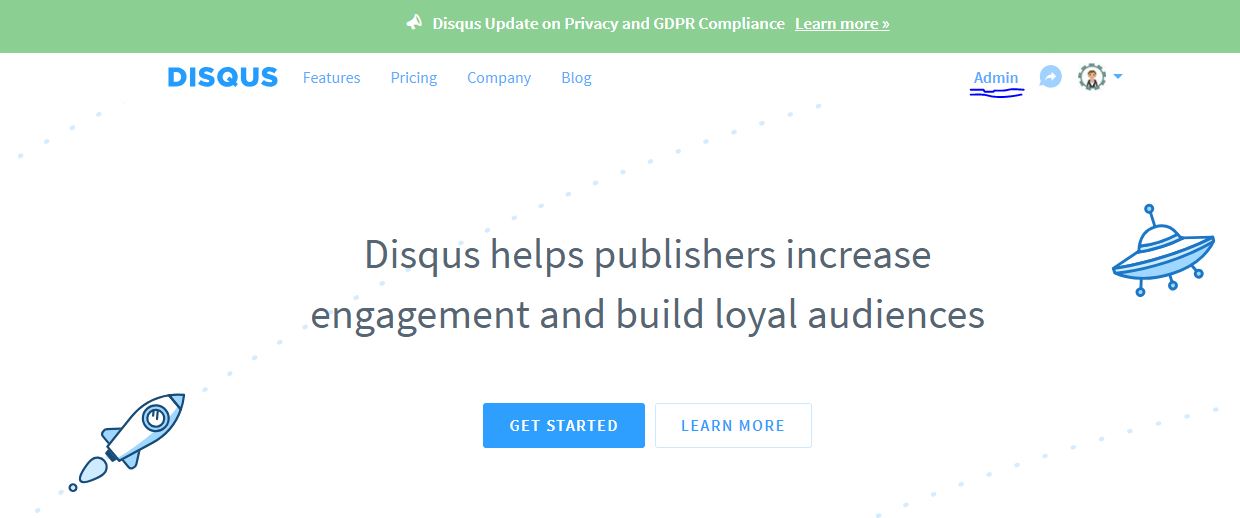 Disqus Update on Privacy and GDPR Compliance Learn more »
DISQUS Features Pricing Company Blog Admin
Disqus helps publishers increase
engagement and build loyal audiences
GET STARTED LEARN MORE